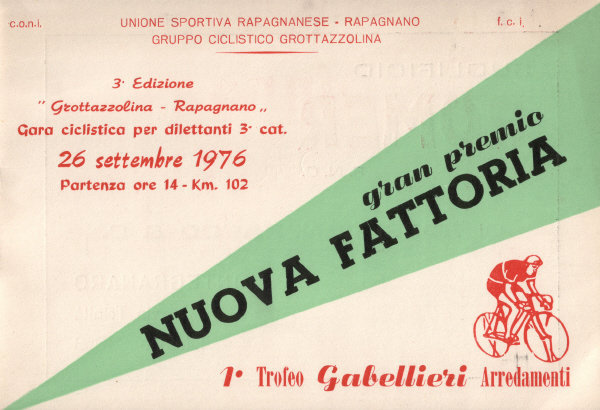 c.o.n.i.
UNIONE SPORTIVA RAPAGNANESE - RAPAGNANO
f. c. i.
GRUPPO CICLISTICO GROTTAZZOLINA
3ª Edizione
"Grottazzolina - Rapagnano„
Gara ciclistica per dilettanti 3ª cat.
26 settembre 1976
Partenza ore 14 - Km. 102
gran premio
NUOVA FATTORIA
1° Trofeo Gabellieri Arredamenti